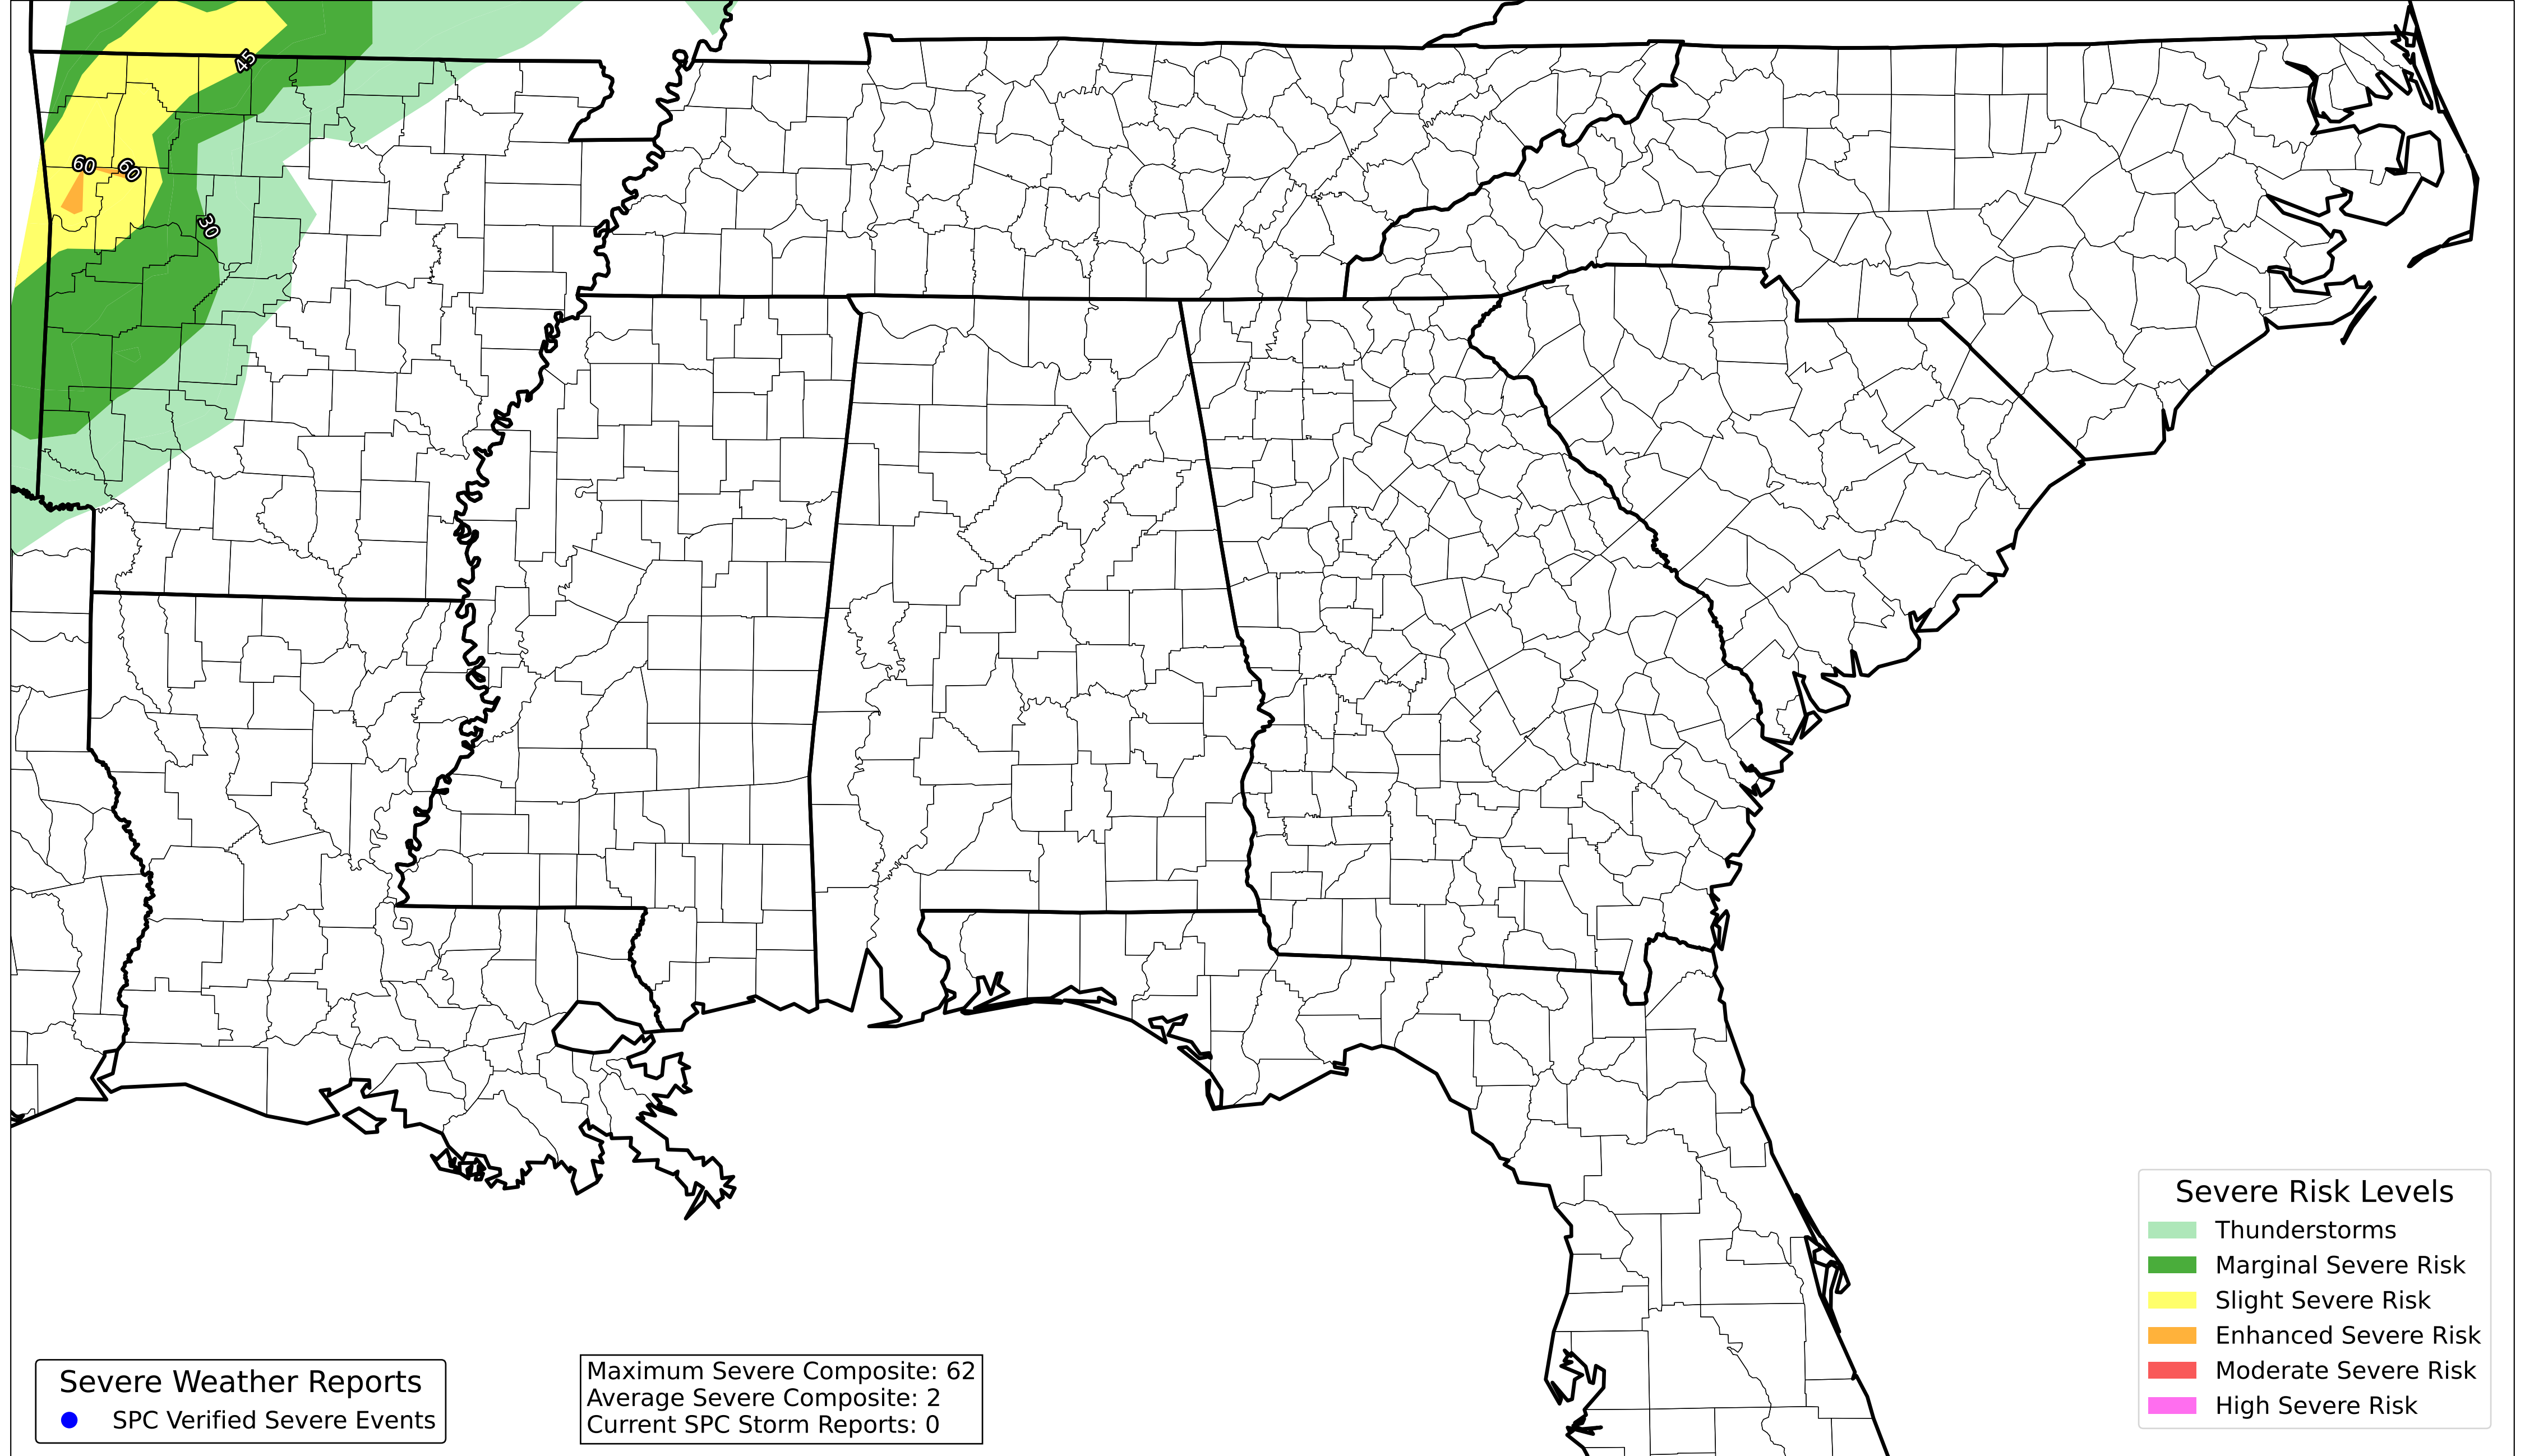 45
60
60
30
Severe Risk Levels
Thunderstorms
Marginal Severe Risk
Slight Severe Risk
Enhanced Severe Risk
Moderate Severe Risk
High Severe Risk
Severe Weather Reports
SPC Verified Severe Events
Maximum Severe Composite: 62
Average Severe Composite: 2
Current SPC Storm Reports: 0